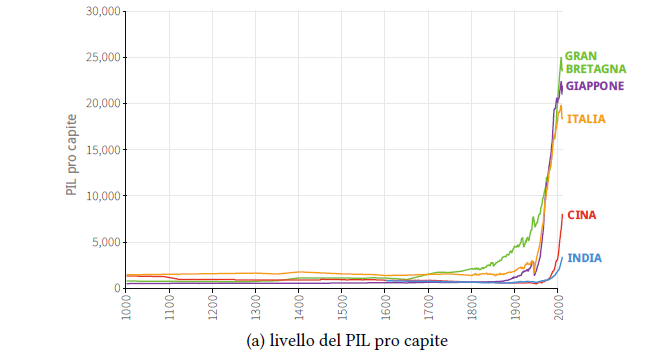 30,000
25,000
20,000
15,000
10,000
5,000
0
PIL pro capite
GRAN
BRETAGNA
GIAPPONE
ITALIA
CINA
INDIA
1000
1100
1200
1300
1400
1500
1600
1700
1800
1900
2000
(a) livello del PIL pro capite